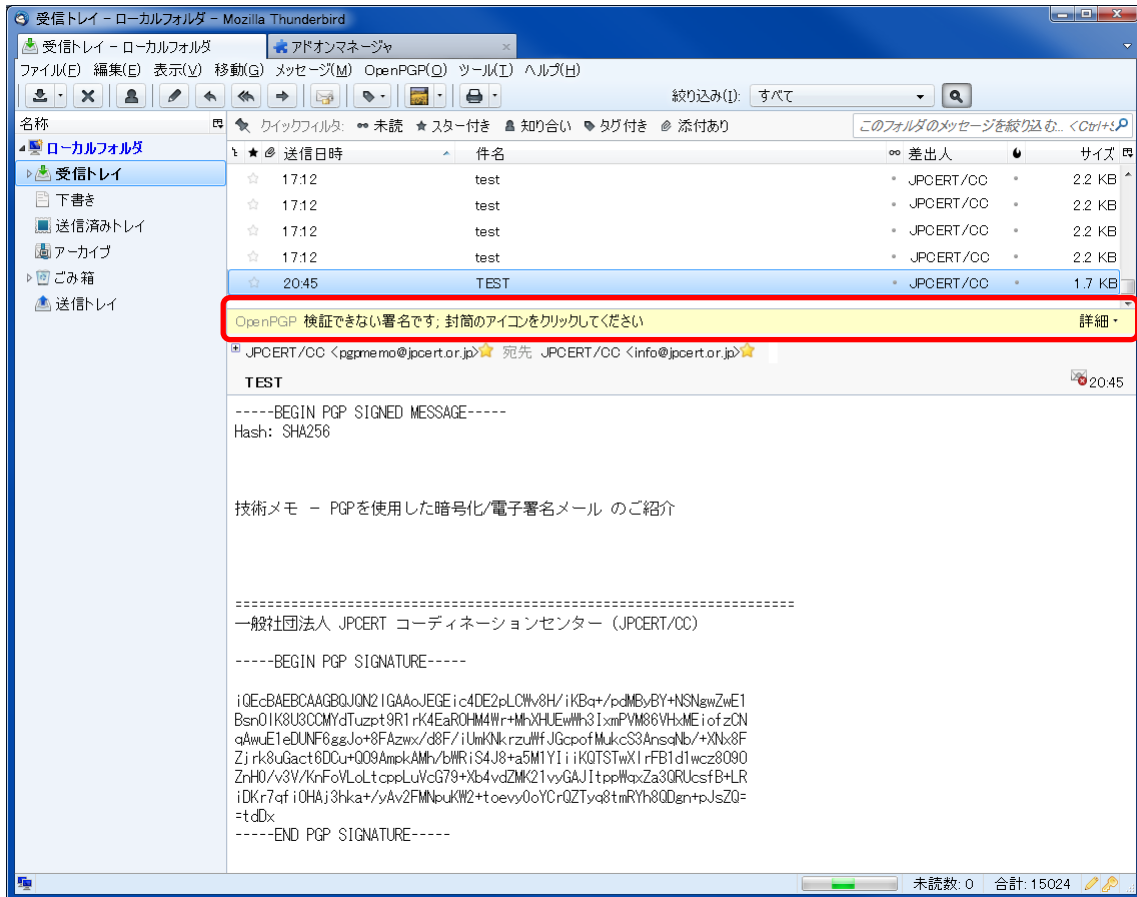 受信トレイ - ローカルフォルダ - Mozilla Thunderbird
受信トレイ - ローカルフォルダ アドオンマネージャ ×
ファイル(F) 編集(E) 表示(V) 移動(G) メッセージ(M) OpenPGP(O) ツール(T) ヘルプ(H)
絞り込み(I): すべて
名称 クイックフィルタ: 未読 スター付き 知り合い タグ付き 添付あり このフォルダのメッセージを絞り込む... <Ctrl+S
ローカルフォルダ
受信トレイ
下書き
送信済みトレイ
アーカイブ
ごみ箱
送信トレイ
送信日時 件名 差出人 サイズ
17:12 test JPCERT/CC 2.2 KB
17:12 test JPCERT/CC 2.2 KB
17:12 test JPCERT/CC 2.2 KB
17:12 test JPCERT/CC 2.2 KB
20:45 TEST JPCERT/CC 1.7 KB
OpenPGP 検証できない署名です; 封筒のアイコンをクリックしてください 詳細
JPCERT/CC <pgpmemo@jpcert.or.jp> 宛先 JPCERT/CC <info@jpcert.or.jp>
TEST 20:45
-----BEGIN PGP SIGNED MESSAGE-----
Hash: SHA256
技術メモ - PGPを使用した暗号化/電子署名メール のご紹介
======================================================================
一般社団法人 JPCERT コーディネーションセンター (JPCERT/CC)
-----BEGIN PGP SIGNATURE-----
=tdDx
-----END PGP SIGNATURE-----
未読数: 0 合計: 15024